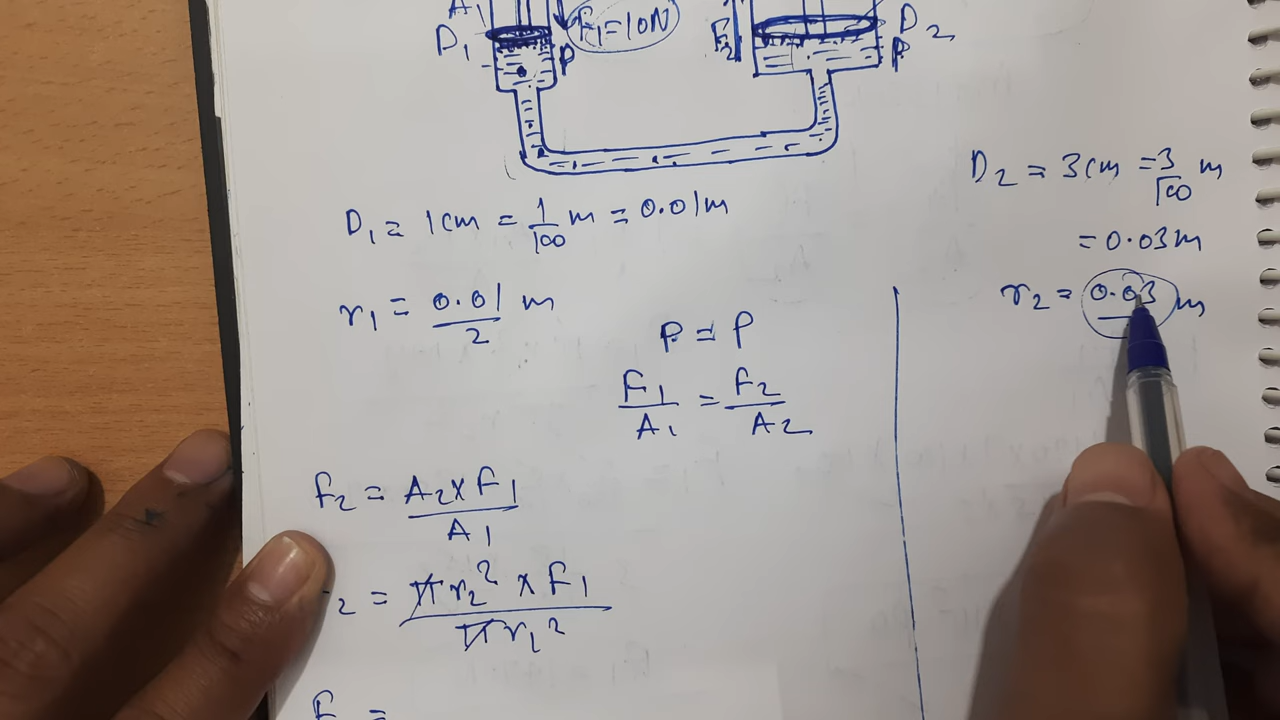 A1
D1
P
F1=10N
F2
D2
P
D1 = 1cm = 1/100 m = 0.01m
r1 = 0.01/2 m
P = P
F1/A1 = F2/A2
F2 = A2×F1/A1
2 = πr2² × F1/πr1²
D2 = 3cm = 3/100 m
= 0.03m
r2 = 0.03 m